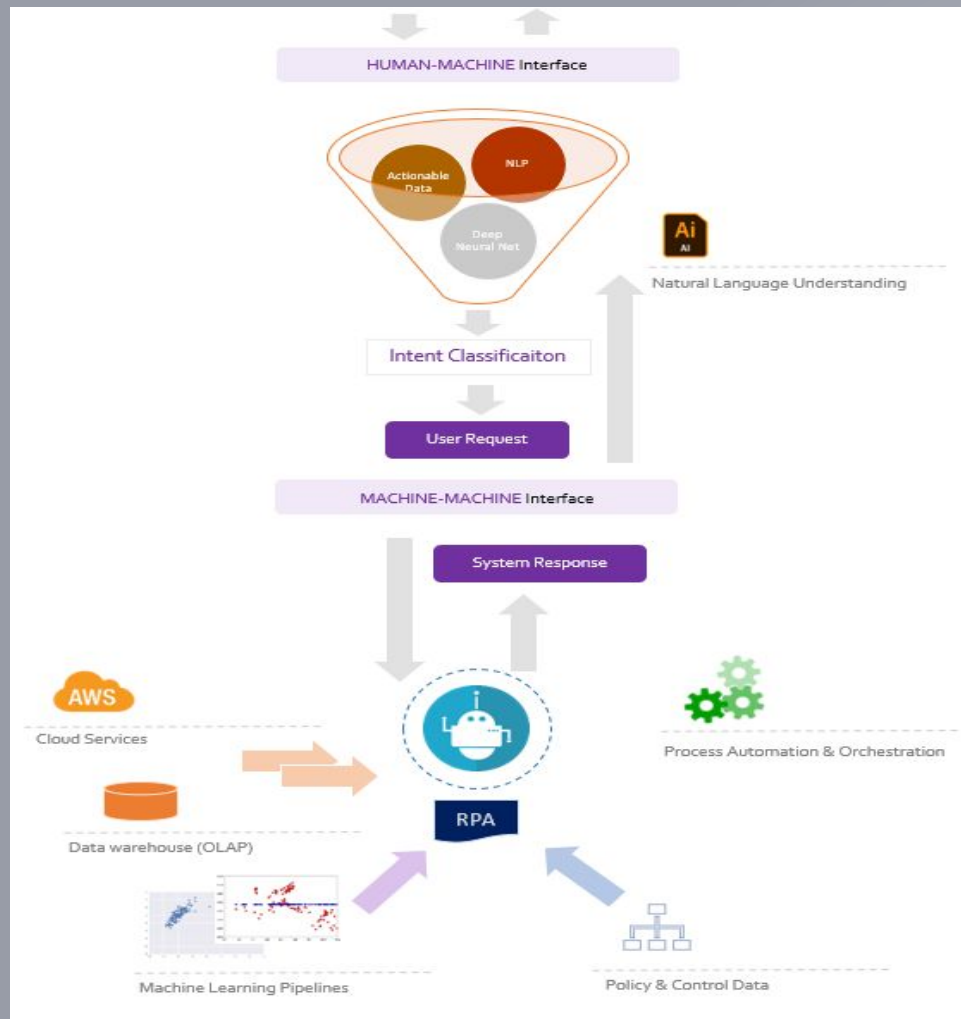 HUMAN-MACHINE Interface
NLP
Actionable
Data
Deep
Neural Net
Ai
AI
Natural Language Understanding
Intent Classificaiton
User Request
MACHINE-MACHINE Interface
System Response
AWS
Cloud Services
Process Automation & Orchestration
RPA
Data warehouse (OLAP)
Machine Learning Pipelines
Policy & Control Data